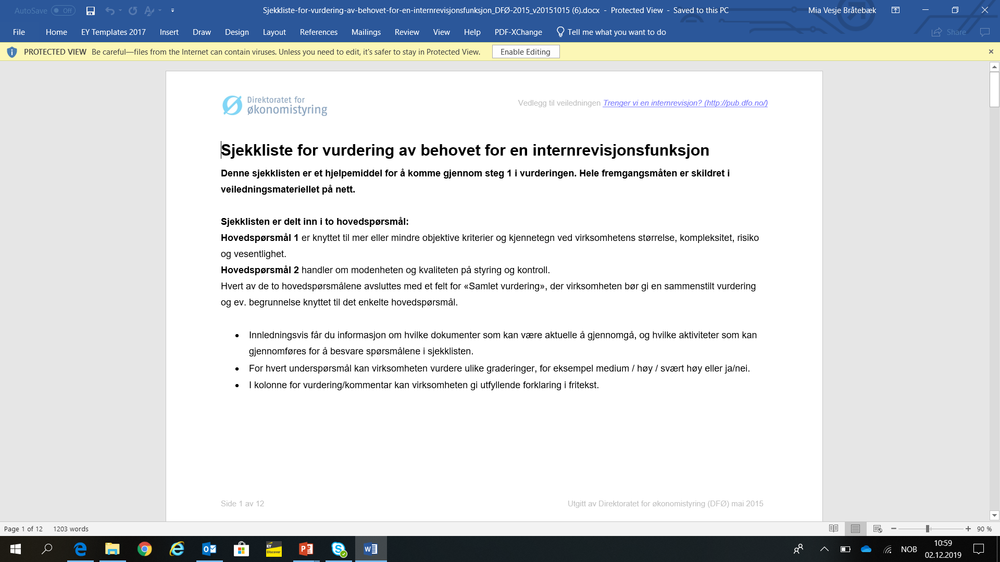 AutoSave Off
Sjekkliste-for-vurdering-av-behovet-for-en-internrevisjonsfunksjon_DFØ-2015_v20151015 (6).docx - Protected View - Saved to this PC
Mia Vesje Bråtebæk
File Home EY Templates 2017 Insert Draw Design Layout References Mailings Review View Help PDF-XChange Tell me what you want to do Share
PROTECTED VIEW Be careful—files from the Internet can contain viruses. Unless you need to edit, it's safer to stay in Protected View. Enable Editing
Direktoratet for
økonomistyring
Vedlegg til veiledningen Trenger vi en internrevisjon? (http://pub.dfo.no/)
Sjekkliste for vurdering av behovet for en internrevisjonsfunksjon
Denne sjekklisten er et hjelpemiddel for å komme gjennom steg 1 i vurderingen. Hele fremgangsmåten er skildret i
veiledningsmateriellet på nett.
Sjekklisten er delt inn i to hovedspørsmål:
Hovedspørsmål 1 er knyttet til mer eller mindre objektive kriterier og kjennetegn ved virksomhetens størrelse, kompleksitet, risiko
og vesentlighet.
Hovedspørsmål 2 handler om modenheten og kvaliteten på styring og kontroll.
Hvert av de to hovedspørsmålene avsluttes med et felt for «Samlet vurdering», der virksomheten bør gi en sammenstilt vurdering
og ev. begrunnelse knyttet til det enkelte hovedspørsmål.
• Innledningsvis får du informasjon om hvilke dokumenter som kan være aktuelle å gjennomgå, og hvilke aktiviteter som kan
gjennomføres for å besvare spørsmålene i sjekklisten.
• For hvert underspørsmål kan virksomheten vurdere ulike graderinger, for eksempel medium / høy / svært høy eller ja/nei.
• I kolonne for vurdering/kommentar kan virksomheten gi utfyllende forklaring i fritekst.
Side 1 av 12
Utgitt av Direktoratet for økonomistyring (DFØ) mai 2015
Page 1 of 12 1203 words
90 %
EY
Discover
NOB
10:59
02.12.2019